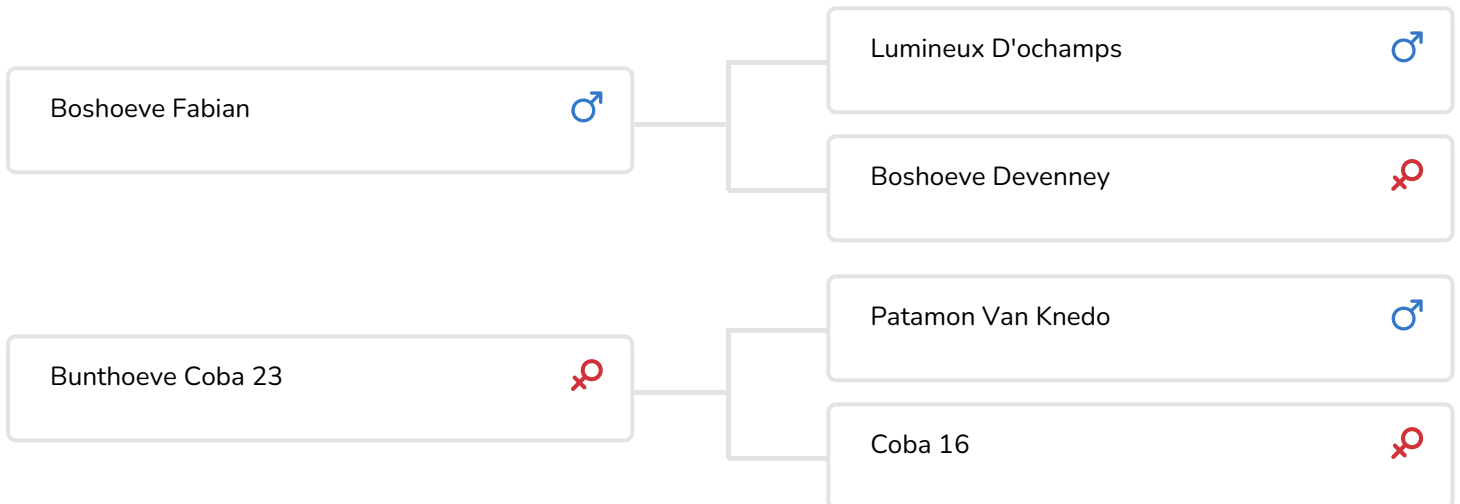 Lumineux D'ochamps
Boshoeve Fabian
Boshoeve Devenney
Patamon Van Knedo
Bunthoeve Coba 23
Coba 16